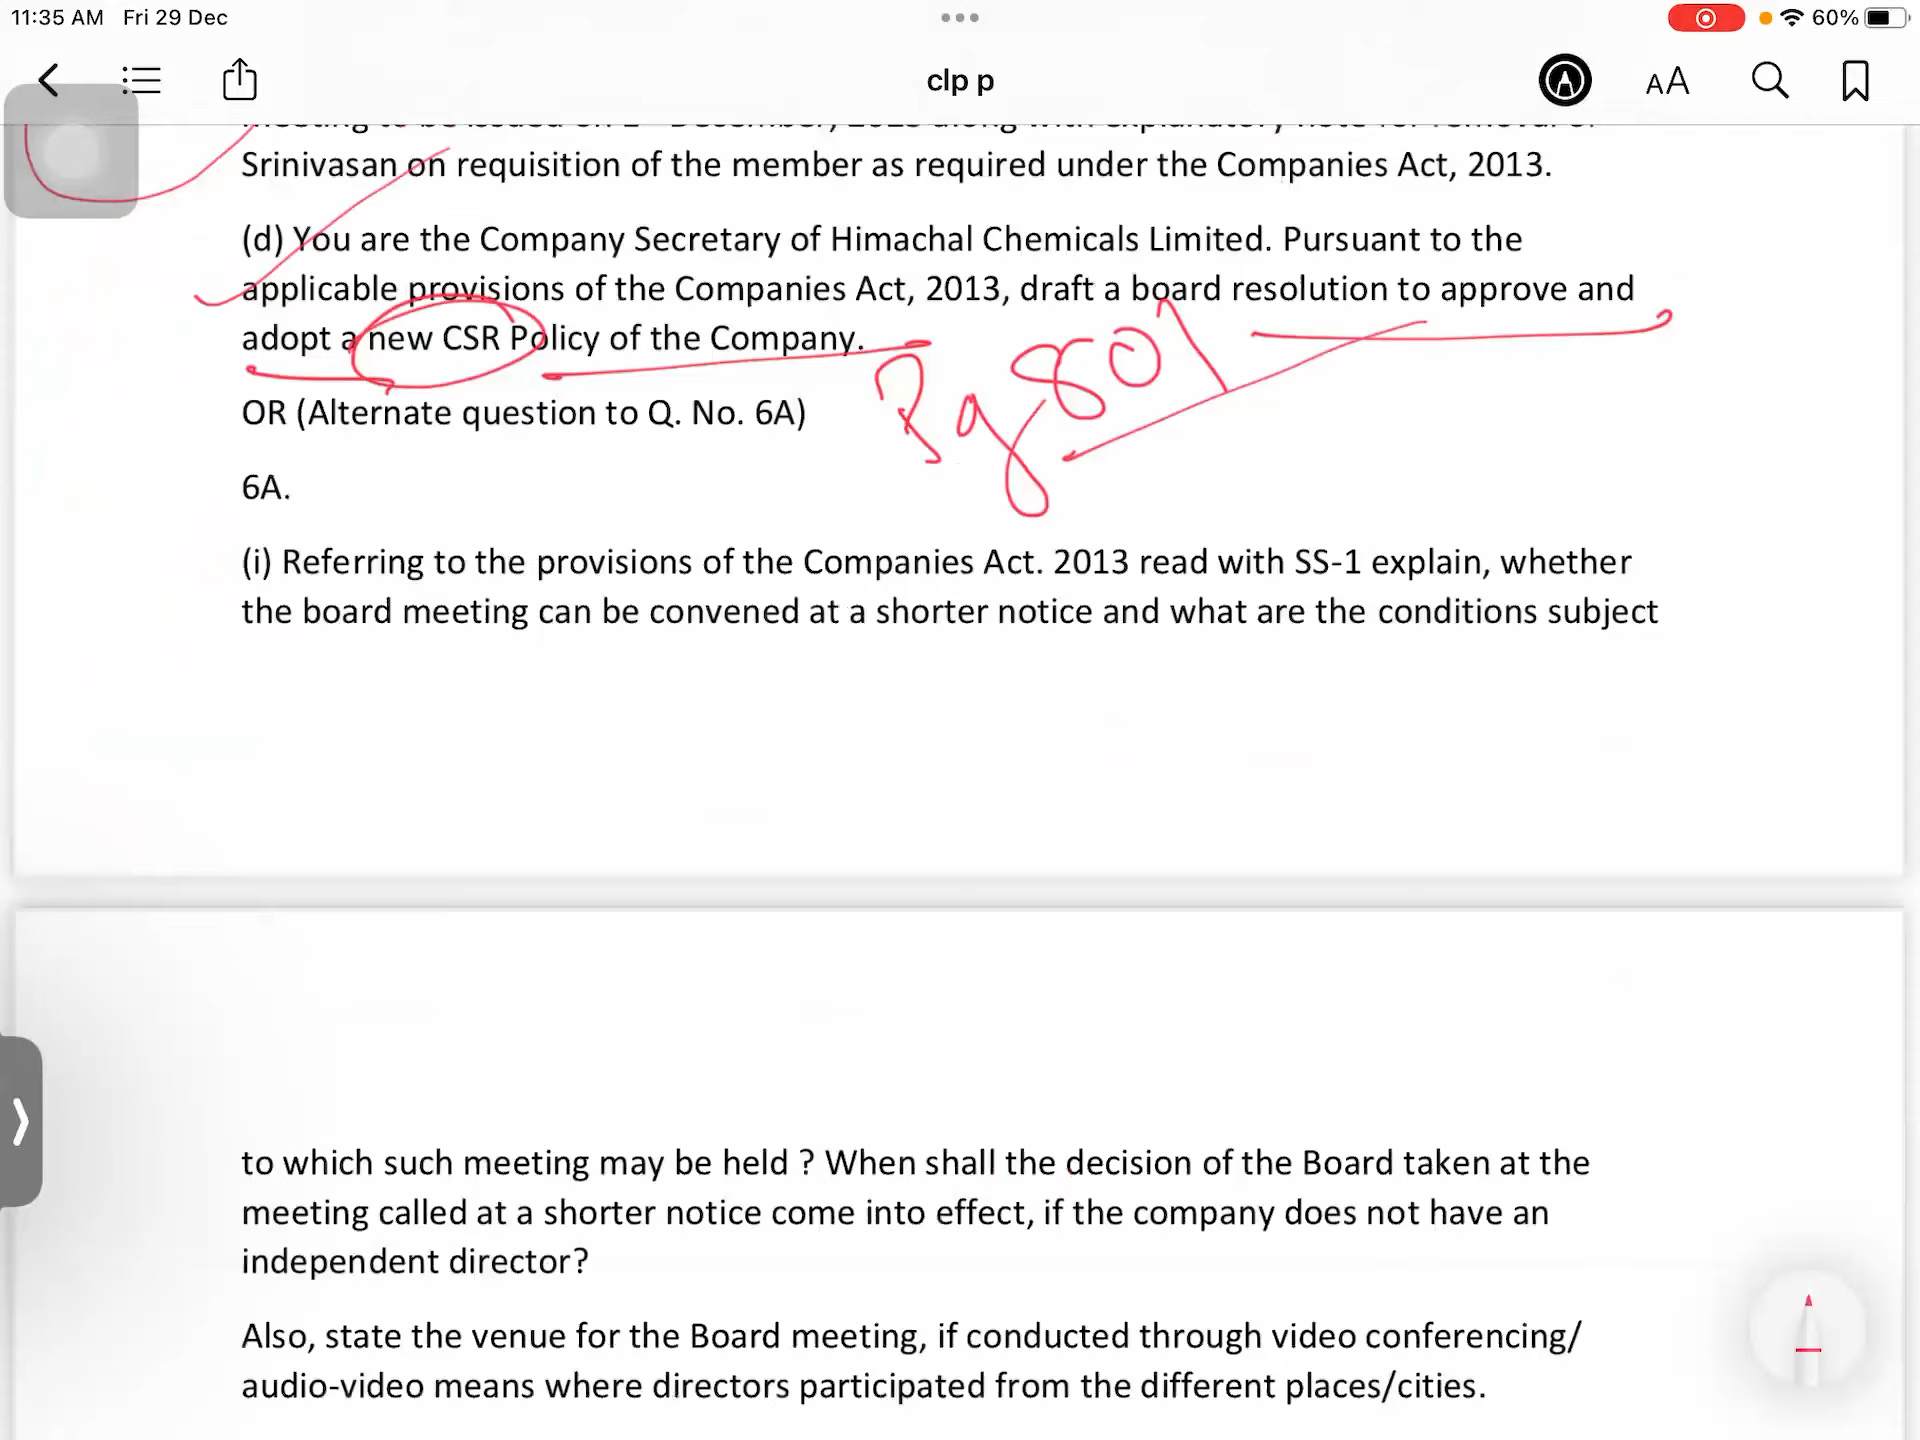 11:35 AM Fri 29 Dec
60%
clp p
AA
Srinivasan on requisition of the member as required under the Companies Act, 2013.
(d) You are the Company Secretary of Himachal Chemicals Limited. Pursuant to the
applicable provisions of the Companies Act, 2013, draft a board resolution to approve and
adopt a new CSR Policy of the Company.
Pg 801
OR (Alternate question to Q. No. 6A)
6A.
(i) Referring to the provisions of the Companies Act. 2013 read with SS-1 explain, whether
the board meeting can be convened at a shorter notice and what are the conditions subject
to which such meeting may be held ? When shall the decision of the Board taken at the
meeting called at a shorter notice come into effect, if the company does not have an
independent director?
Also, state the venue for the Board meeting, if conducted through video conferencing/
audio-video means where directors participated from the different places/cities.